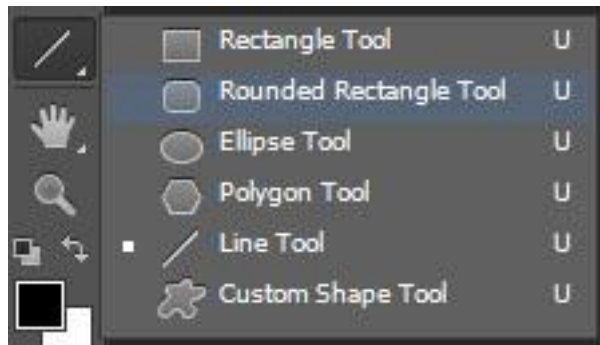 Rectangle Tool U
Rounded Rectangle Tool U
Ellipse Tool U
Polygon Tool U
Line Tool U
Custom Shape Tool U